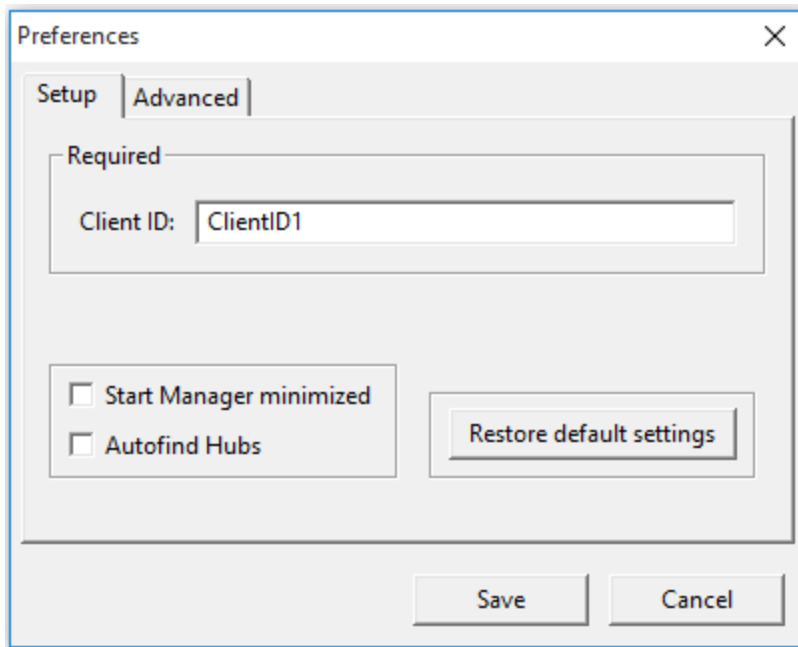 Preferences
Setup
Advanced
Required
Client ID:
ClientID1
Start Manager minimized
Autofind Hubs
Restore default settings
Save
Cancel